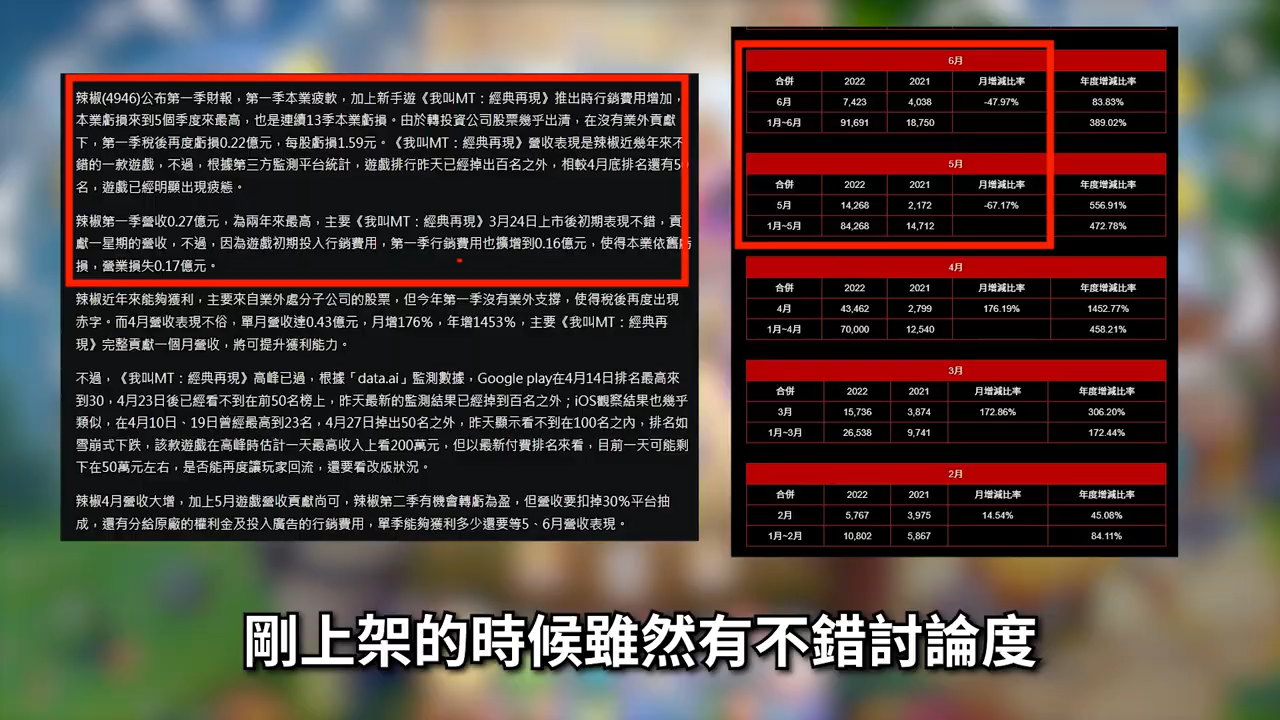 辣椒(4946)公布第一季財報，第一季本業疲軟，加上新手遊《我叫MT：經典再現》推出時行銷費用增加，
本業虧損來到5個季度來最高，也是連續13季本業虧損。由於轉投資公司股票幾乎出清，在沒有業外貢獻
下，第一季稅後再度虧損0.22億元，每股虧損1.59元。《我叫MT：經典再現》營收表現是辣椒近幾年來不
錯的一款遊戲，不過，根據第三方監測平台統計，遊戲排行昨天已經掉出百名之外，相較4月底排名還有50
名，遊戲已經明顯出現疲態。
辣椒第一季營收0.27億元，為兩年來最高，主要《我叫MT：經典再現》3月24日上市後初期表現不錯，貢
獻一星期的營收，不過，因為遊戲初期投入行銷費用，第一季行銷費用也擴增到0.16億元，使得本業依舊虧
損，營業損失0.17億元。
辣椒近年來能夠獲利，主要來自業外處分子公司的股票，但今年第一季沒有業外支撐，使得稅後再度出現
赤字。而4月營收表現不俗，單月營收達0.43億元，月增176%，年增1453%，主要《我叫MT：經典再
現》完整貢獻一個月營收，將可提升獲利能力。
不過，《我叫MT：經典再現》高峰已過，根據「data.ai」監測數據，Google play在4月14日排名最高來
到30，4月23日後已經看不到在前50名榜上，昨天最新的監測結果已經掉到百名之外；iOS觀察結果也幾乎
類似，在4月10日、19日曾經最高到23名，4月27日掉出50名之外，昨天顯示看不到在100名之內，排名如
雪崩式下跌，該款遊戲在高峰時估計一天最高收入上看200萬元，但以最新付費排名來看，目前一天可能剩
下在50萬元左右，是否能再度讓玩家回流，還要看改版狀況。
辣椒4月營收大增，加上5月遊戲營收貢獻尚可，辣椒第二季有機會轉虧為盈，但營收要扣掉30%平台抽
成，還有分給原廠的權利金及投入廣告的行銷費用，單季能夠獲利多少還要等5、6月營收表現。
6月
合併 2022 2021 月增減比率 年度增減比率
6月 7,423 4,038 -47.97% 83.83%
1月~6月 91,691 18,750 389.02%
5月
合併 2022 2021 月增減比率 年度增減比率
5月 14,268 2,172 -67.17% 556.91%
1月~5月 84,268 14,712 472.78%
4月
合併 2022 2021 月增減比率 年度增減比率
4月 43,462 2,799 176.19% 1452.77%
1月~4月 70,000 12,540 458.21%
3月
合併 2022 2021 月增減比率 年度增減比率
3月 15,736 3,874 172.86% 306.20%
1月~3月 26,538 9,741 172.44%
2月
合併 2022 2021 月增減比率 年度增減比率
2月 5,767 3,975 14.54% 45.08%
1月~2月 10,802 5,867 84.11%
剛上架的時候雖然有不錯討論度